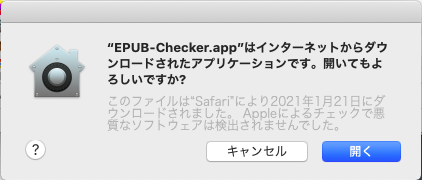 “EPUB-Checker.app”はインターネットからダウ
ンロードされたアプリケーションです。開いてもよ
ろしいですか?
このファイルは“Safari”により2021年1月21日にダ
ウンロードされました。Appleによるチェックで悪
質なソフトウェアは検出されませんでした。
?
キャンセル
開く